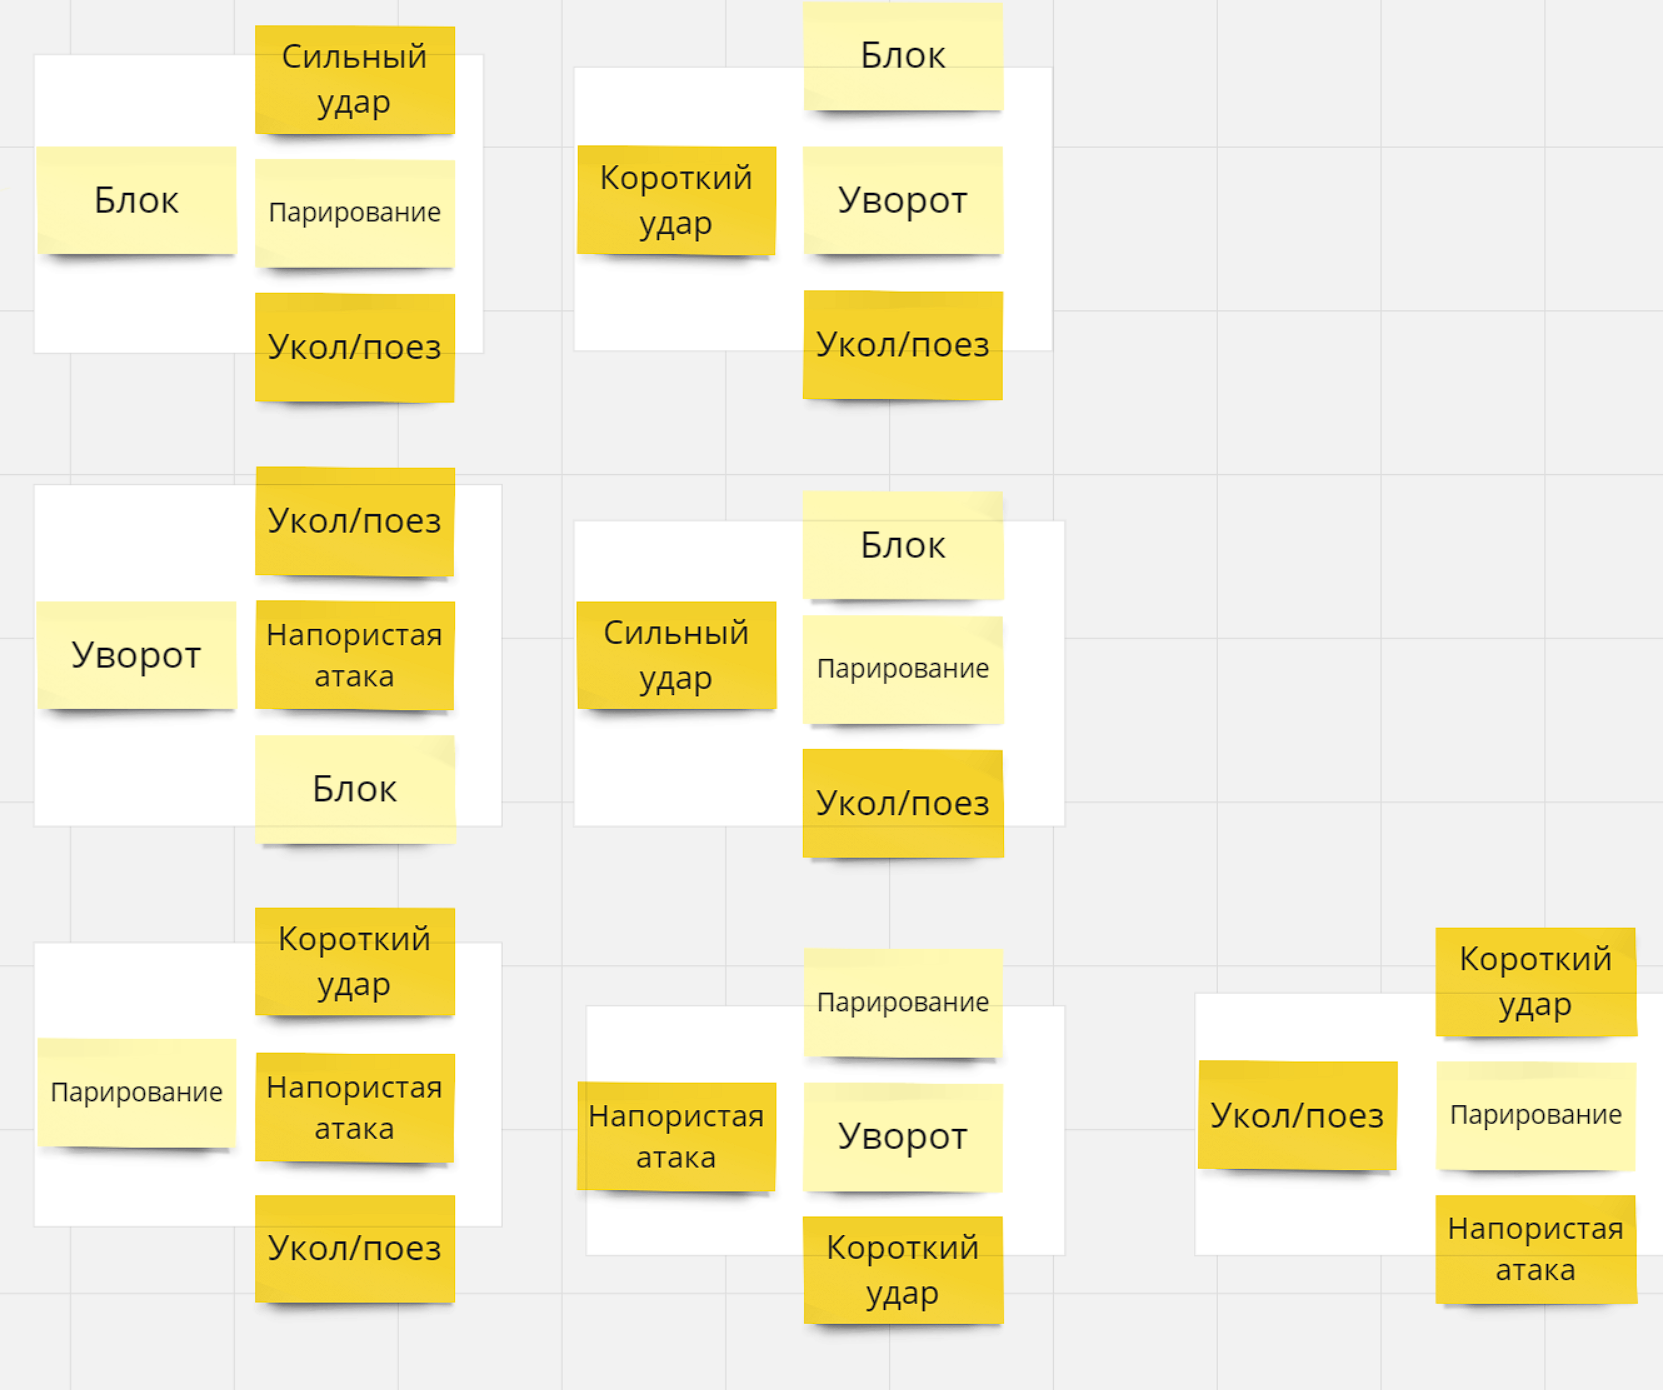 Сильный
удар
Блок
Парирование
Укол/поез
Блок
Короткий
удар
Уворот
Укол/поез
Укол/поез
Уворот
Напористая
атака
Блок
Блок
Сильный
удар
Парирование
Укол/поез
Короткий
удар
Парирование
Напористая
атака
Укол/поез
Парирование
Напористая
атака
Уворот
Короткий
удар
Короткий
удар
Укол/поез
Парирование
Напористая
атака